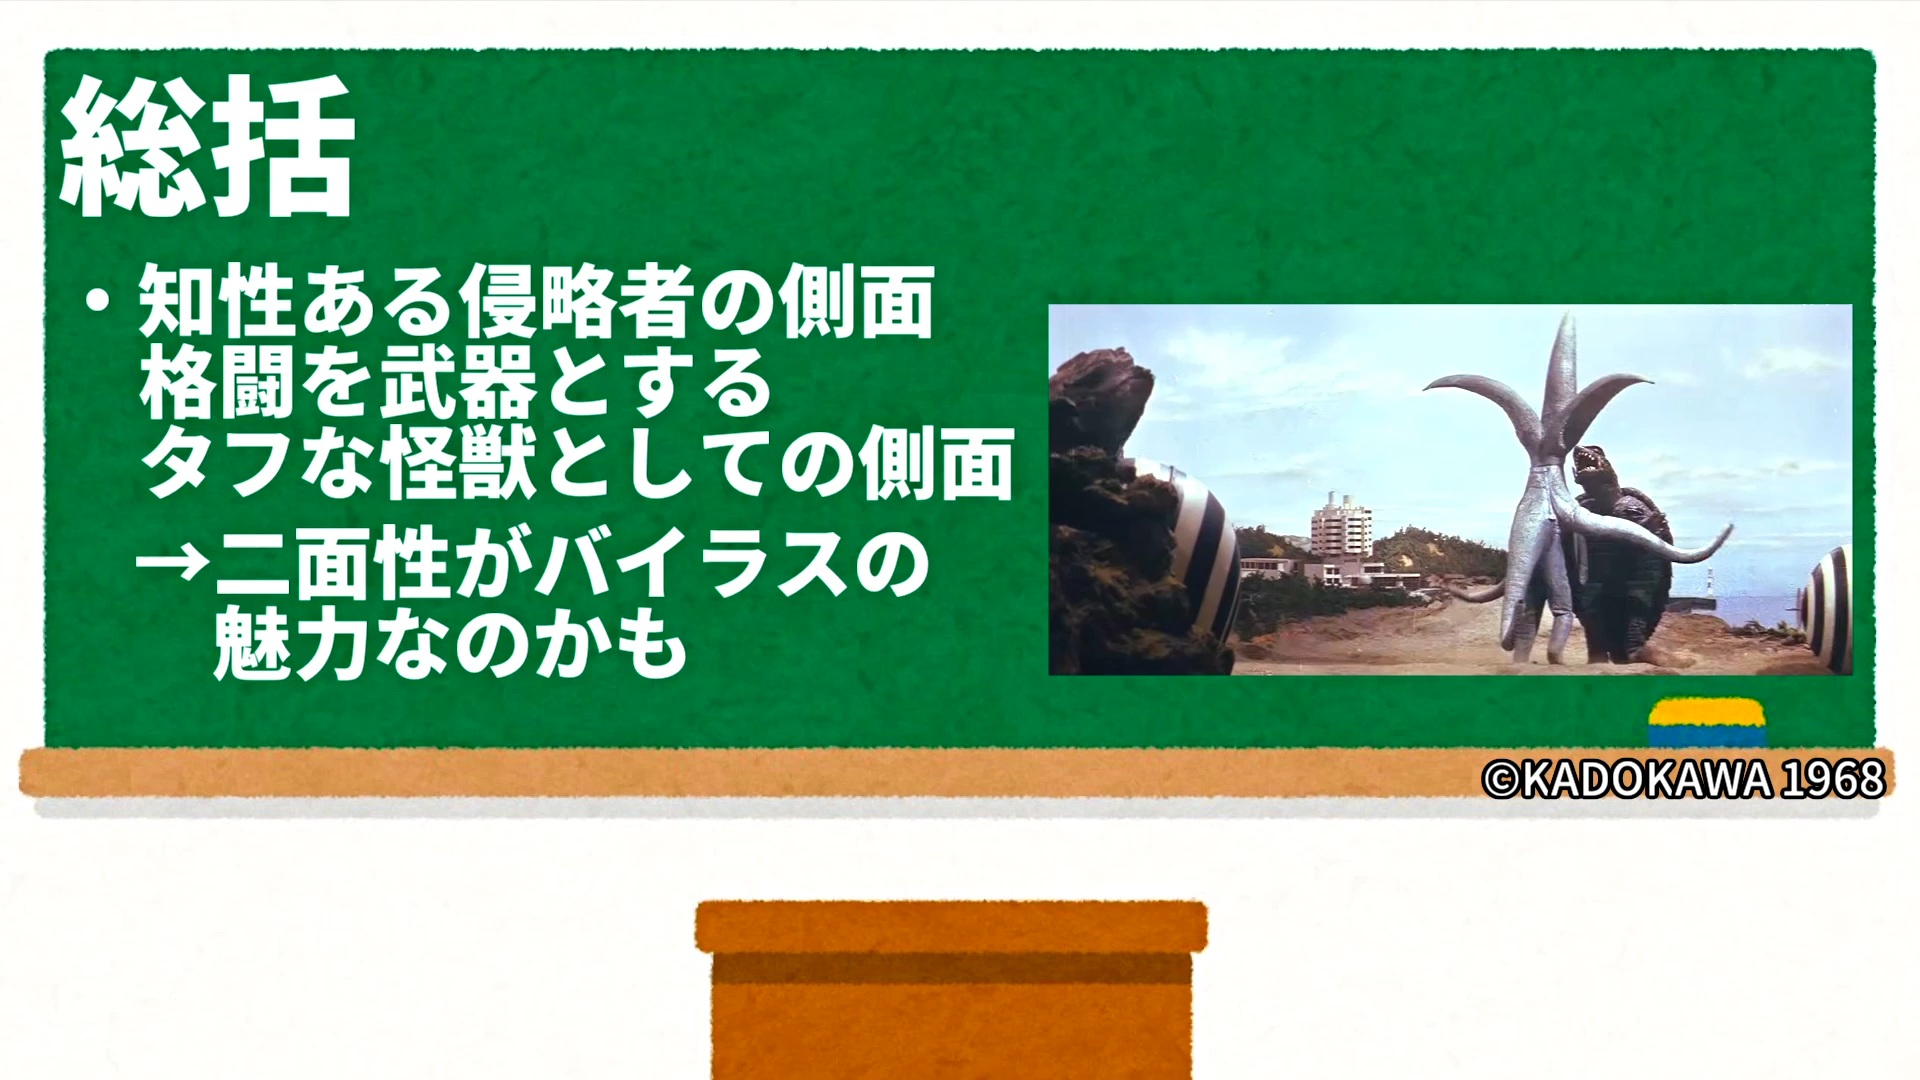 総括
・知性ある侵略者の側面
格闘を武器とする
タフな怪獣としての側面
→二面性がバイラスの
魅力なのかも
©KADOKAWA 1968